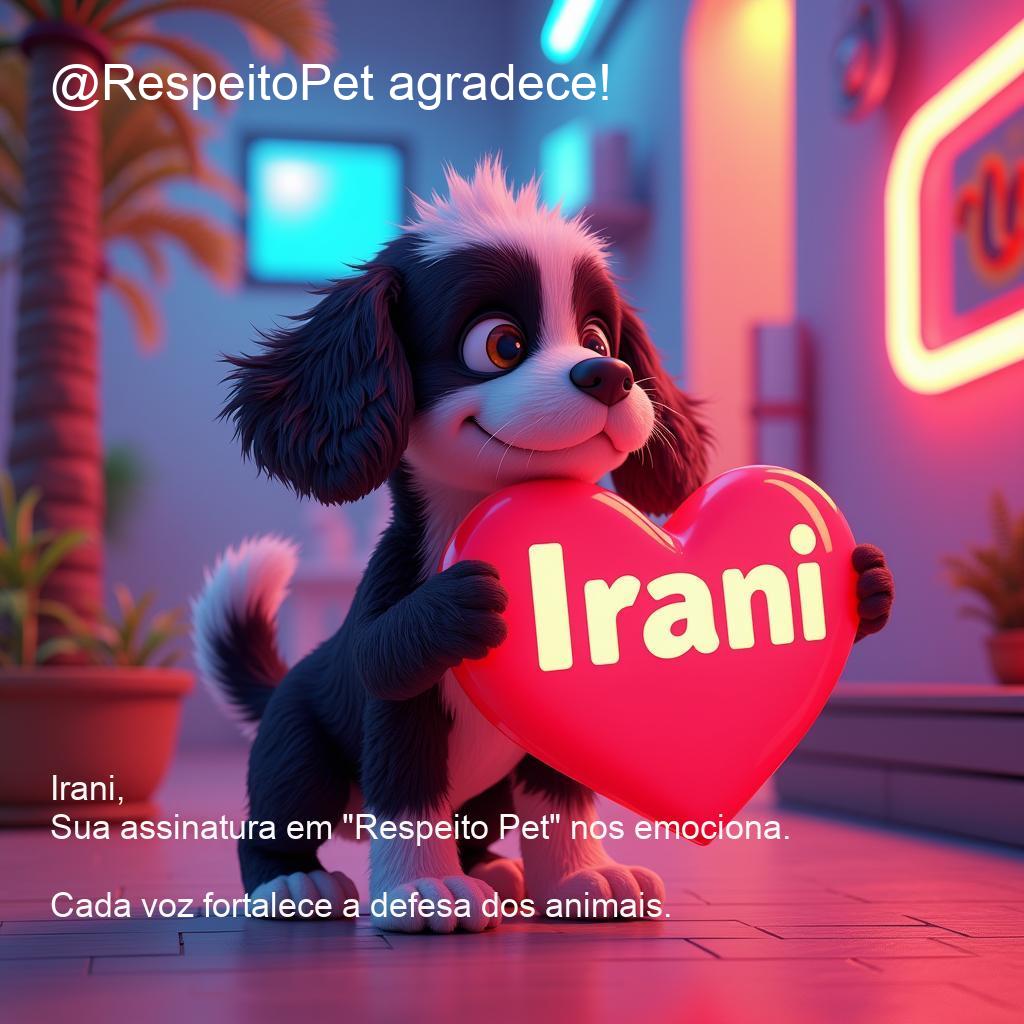 @RespeitoPet agradece!
Irani
Irani,
Sua assinatura em "Respeito Pet" nos emociona.
Cada voz fortalece a defesa dos animais.